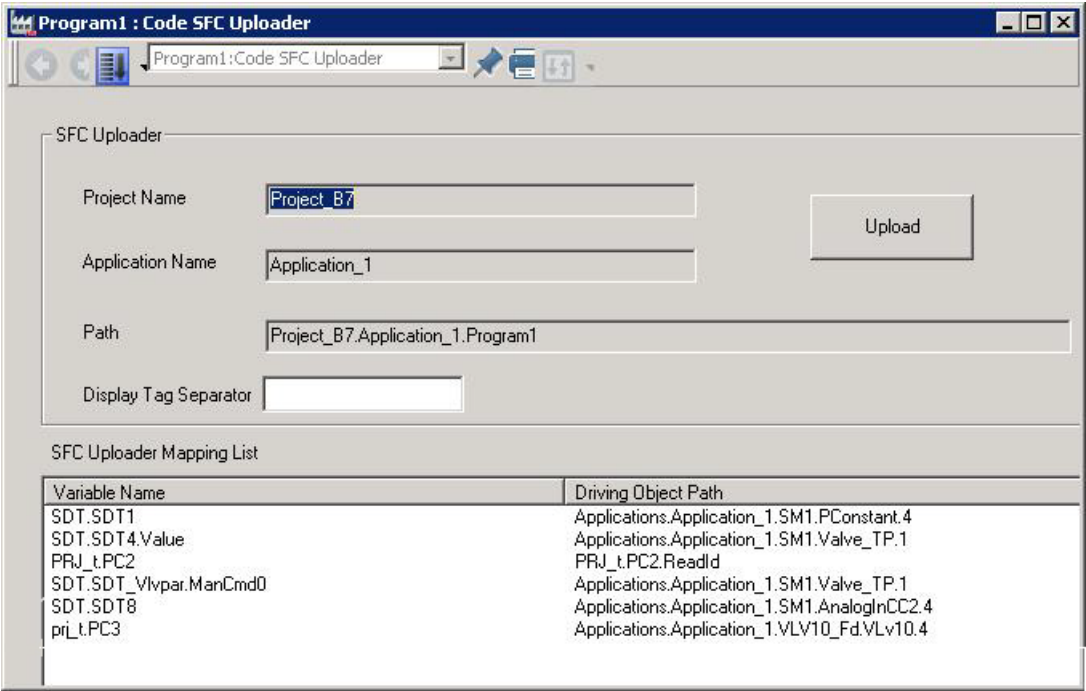 Program1 : Code SFC Uploader
Program1:Code SFC Uploader
SFC Uploader
Project Name Project_B7
Upload
Application Name Application_1
Path Project_B7.Application_1.Program1
Display Tag Separator
SFC Uploader Mapping List
Variable Name Driving Object Path
SDT.SDT1 Applications.Application_1.SM1.PConstant.4
SDT.SDT4.Value Applications.Application_1.SM1.Valve_TP.1
PRJ_t.PC2 PRJ_t.PC2.ReadId
SDT.SDT_Vlvpar.ManCmd0 Applications.Application_1.SM1.Valve_TP.1
SDT.SDT8 Applications.Application_1.SM1.AnalogInCC2.4
prj_t.PC3 Applications.Application_1.VLV10_Fd.VLv10.4